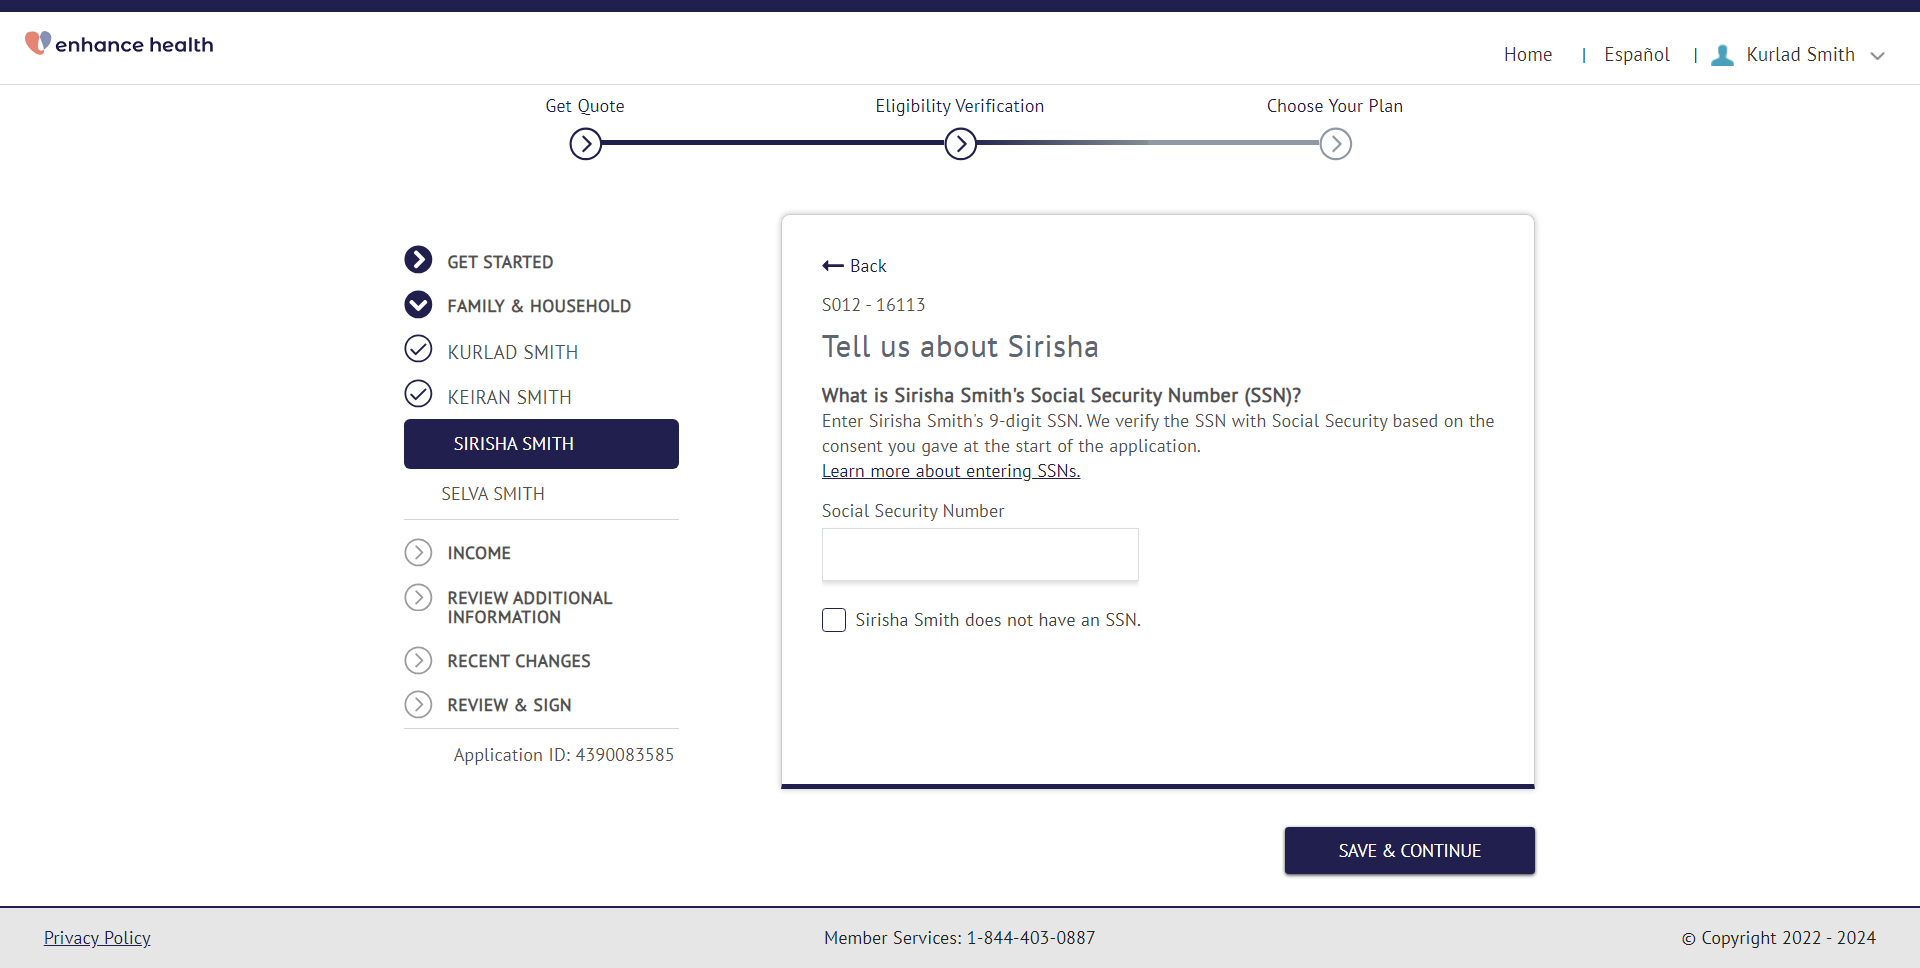 enhance health
Home | Español | Kurlad Smith
Get Quote
Eligibility Verification
Choose Your Plan
GET STARTED
FAMILY & HOUSEHOLD
KURLAD SMITH
KEIRAN SMITH
SIRISHA SMITH
SELVA SMITH
INCOME
REVIEW ADDITIONAL
INFORMATION
RECENT CHANGES
REVIEW & SIGN
Application ID: 4390083585
Back
S012 - 16113
Tell us about Sirisha
What is Sirisha Smith's Social Security Number (SSN)?
Enter Sirisha Smith's 9-digit SSN. We verify the SSN with Social Security based on the
consent you gave at the start of the application.
Learn more about entering SSNs.
Social Security Number
Sirisha Smith does not have an SSN.
SAVE & CONTINUE
Privacy Policy
Member Services: 1-844-403-0887
© Copyright 2022 - 2024